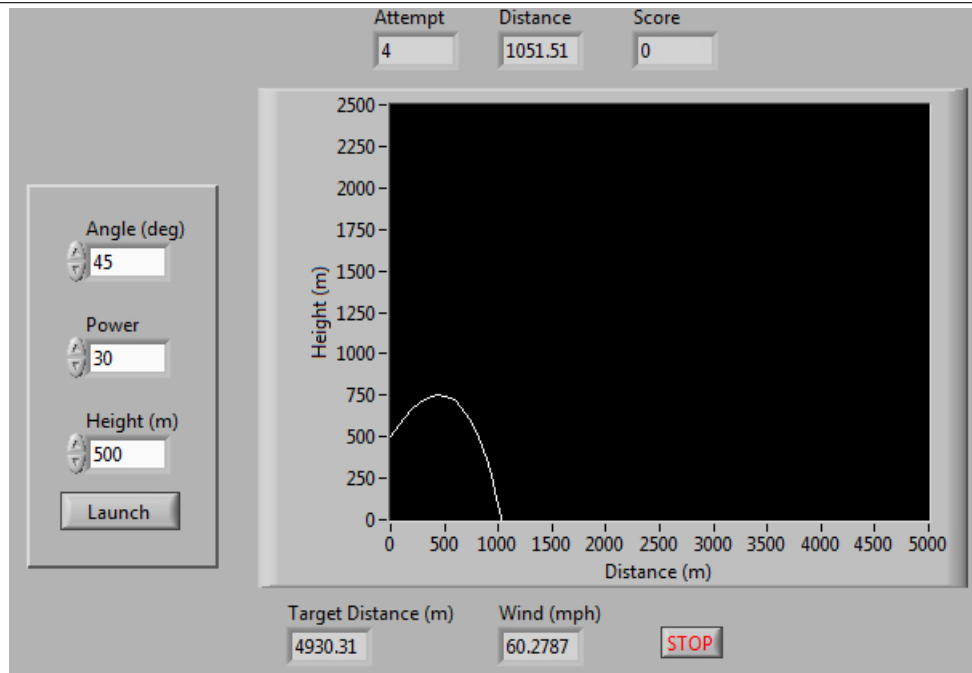 Attempt Distance Score
4 1051.51 0
2500
2250
2000
1750
1500
1250
1000
750
500
250
0
Height (m)
0 500 1000 1500 2000 2500 3000 3500 4000 4500 5000
Distance (m)
Angle (deg)
45
Power
30
Height (m)
500
Launch
Target Distance (m) Wind (mph)
4930.31 60.2787 STOP